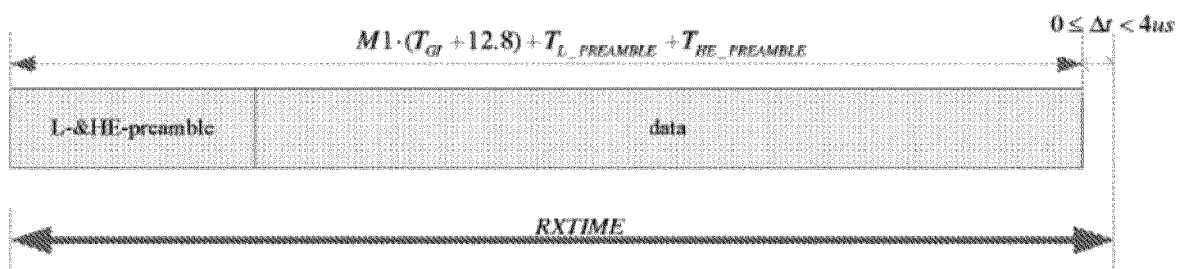 0 ≤ Δt < 4us
M1·(T_GI + 12.8) + T_L_PREAMBLE + T_HE_PREAMBLE
L-&HE-preamble data
RXTIME